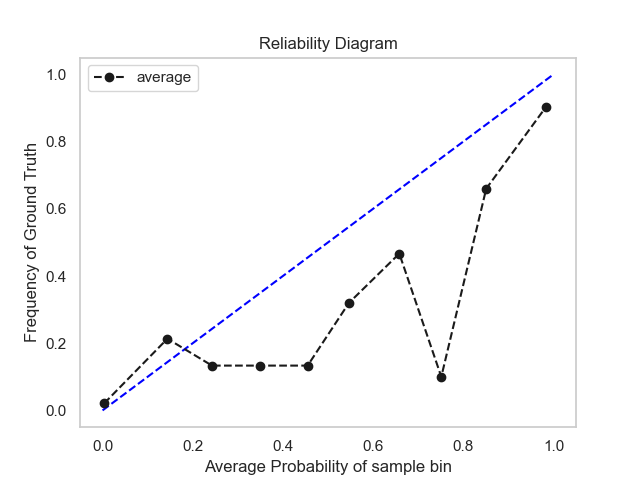 Reliability Diagram
average
Frequency of Ground Truth
1.0
0.8
0.6
0.4
0.2
0.0
0.0 0.2 0.4 0.6 0.8 1.0
Average Probability of sample bin